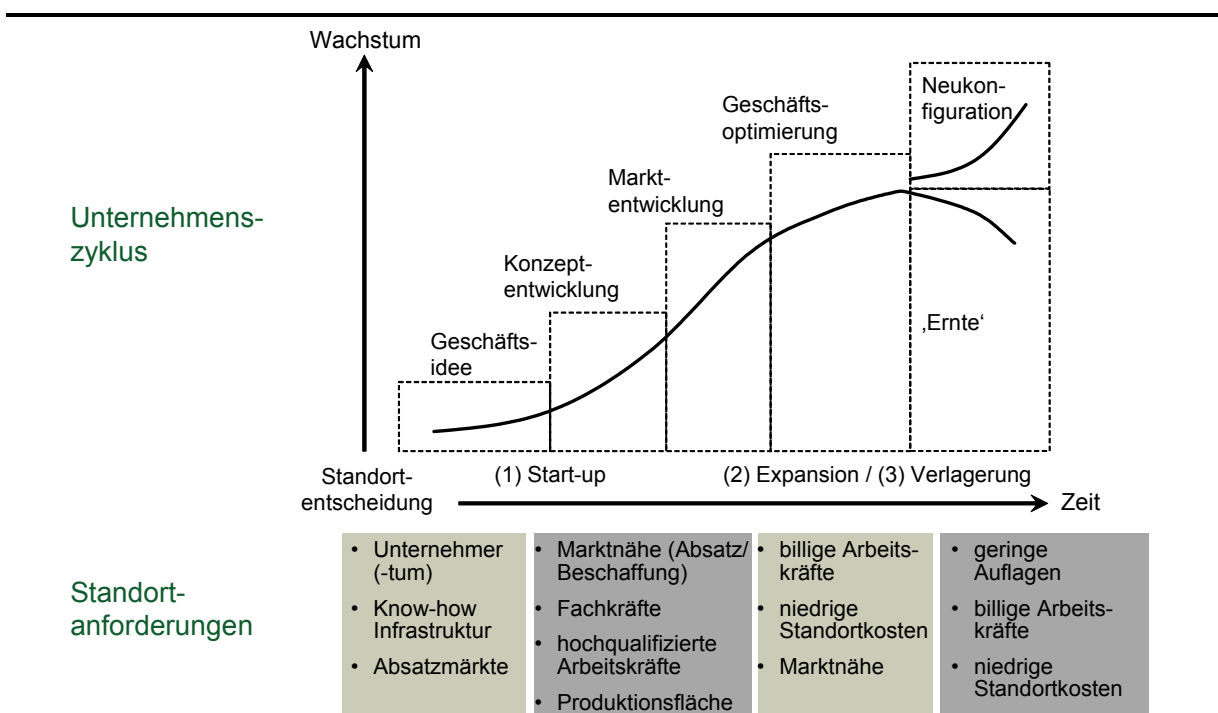 Wachstum
Unternehmens-
zyklus
Geschäfts-
idee
Konzept-
entwicklung
Markt-
entwicklung
Geschäfts-
optimierung
Neukon-
figuration
‚Ernte‘
Standort-
entscheidung
(1) Start-up
(2) Expansion / (3) Verlagerung
Zeit
Standort-
anforderungen
• Unternehmer
(-tum)
• Know-how
Infrastruktur
• Absatzmärkte
• Marktnähe (Absatz/
Beschaffung)
• Fachkräfte
• hochqualifizierte
Arbeitskräfte
• Produktionsfläche
• billige Arbeits-
kräfte
• niedrige
Standortkosten
• Marktnähe
• geringe
Auflagen
• billige Arbeits-
kräfte
• niedrige
Standortkosten